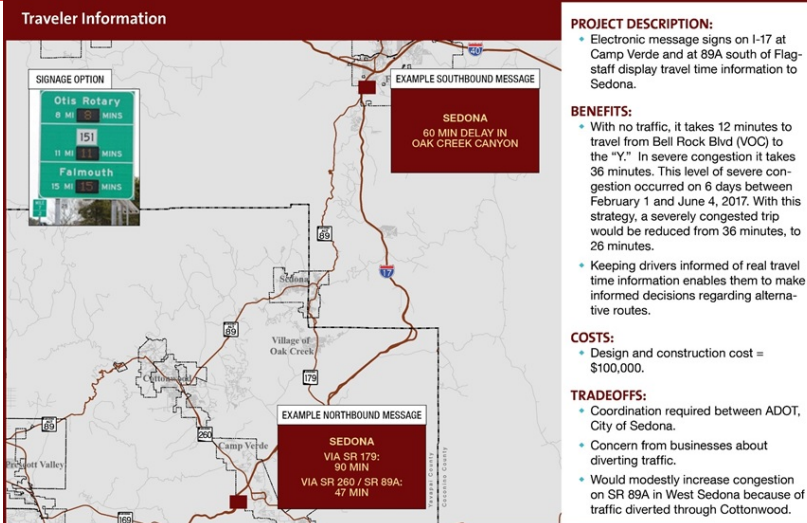 Traveler Information
SIGNAGE OPTION
Otis Rotary
8 MI 8 MINS
151
11 MI 11 MINS
Falmouth
15 MI 15 MINS
40
EXAMPLE SOUTHBOUND MESSAGE
SEDONA
60 MIN DELAY IN
OAK CREEK CANYON
89
17
Sedona
89
Village of
Oak Creek
179
Cottonwood
89
260
Camp Verde
Prescott Valley
169
EXAMPLE NORTHBOUND MESSAGE
SEDONA
VIA SR 179:
90 MIN
VIA SR 260 / SR 89A:
47 MIN
Yavapai County
Coconino County
PROJECT DESCRIPTION:
Electronic message signs on I-17 at
Camp Verde and at 89A south of Flag-
staff display travel time information to
Sedona.
BENEFITS:
With no traffic, it takes 12 minutes to
travel from Bell Rock Blvd (VOC) to
the “Y.” In severe congestion it takes
36 minutes. This level of severe con-
gestion occurred on 6 days between
February 1 and June 4, 2017. With this
strategy, a severely congested trip
would be reduced from 36 minutes, to
26 minutes.
Keeping drivers informed of real travel
time information enables them to make
informed decisions regarding alterna-
tive routes.
COSTS:
Design and construction cost =
$100,000.
TRADEOFFS:
Coordination required between ADOT,
City of Sedona.
Concern from businesses about
diverting traffic.
Would modestly increase congestion
on SR 89A in West Sedona because of
traffic diverted through Cottonwood.